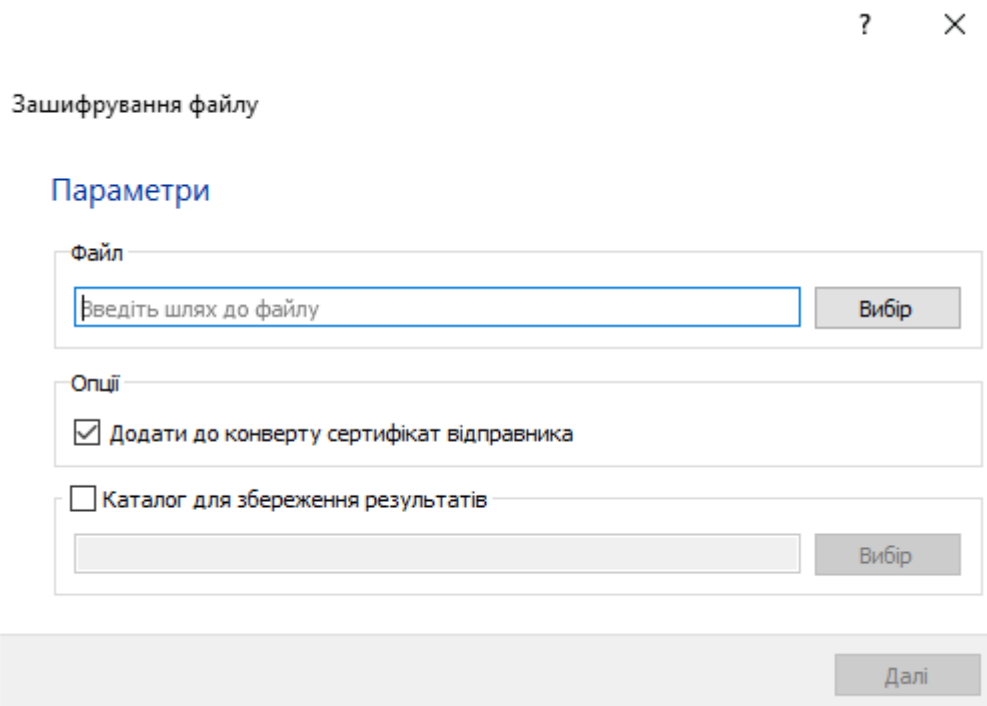 ?
Зашифрування файлу
Параметри
Файл
Введіть шлях до файлу
Вибір
Опції
Додати до конверту сертифікат відправника
Каталог для збереження результатів
Вибір
Далі